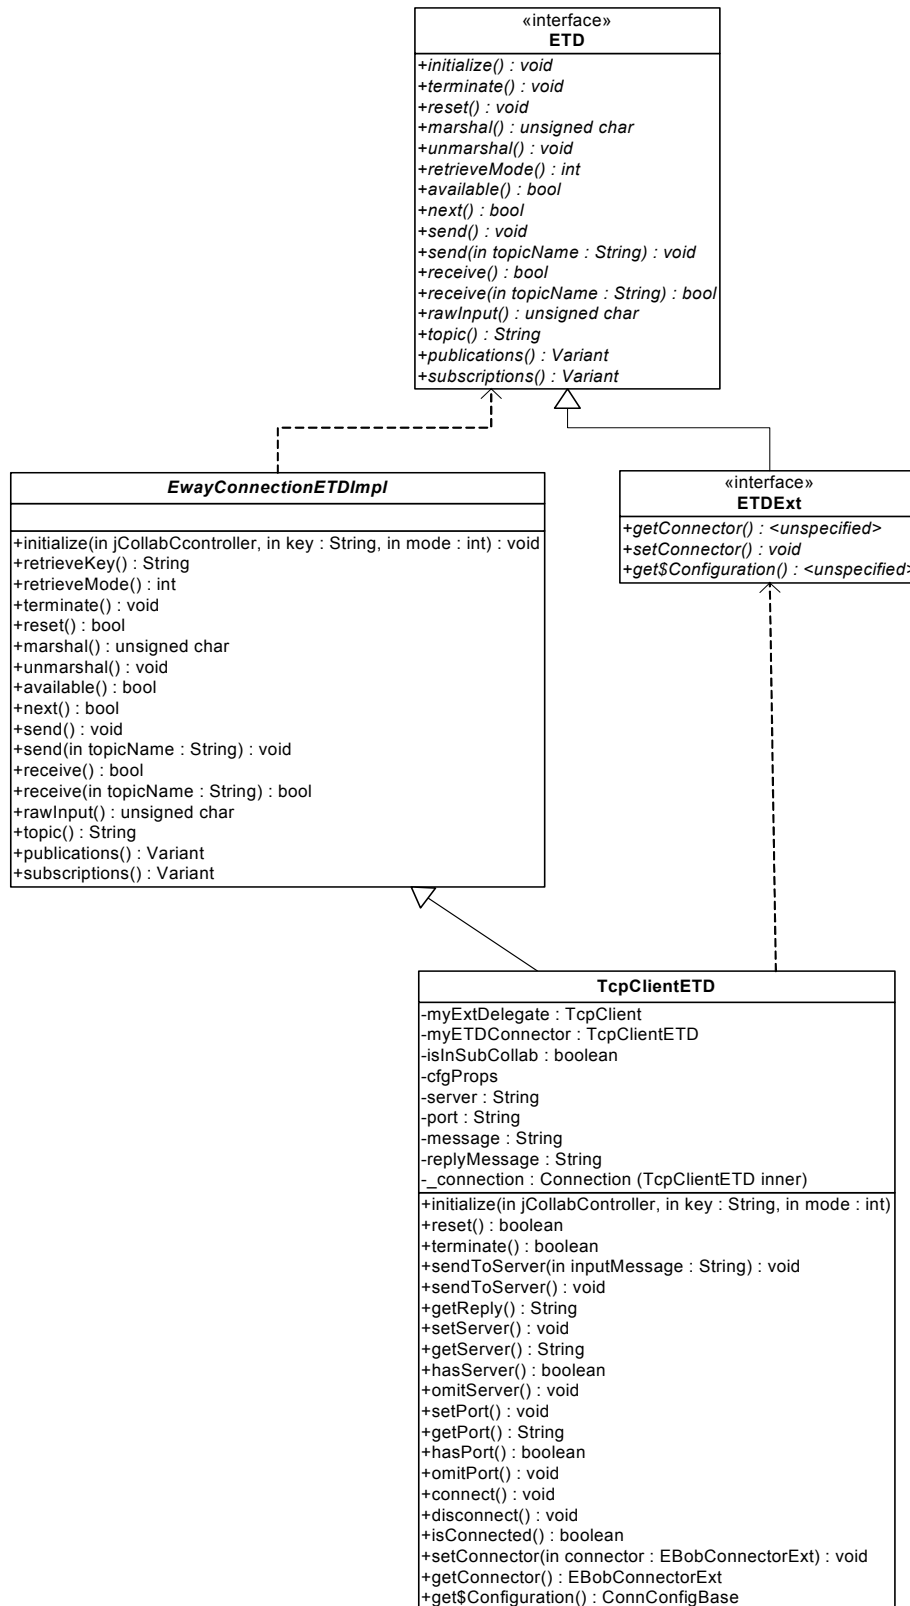 «interface»
ETD
+initialize() : void
+terminate() : void
+reset() : void
+marshal() : unsigned char
+unmarshal() : void
+retrieveMode() : int
+available() : bool
+next() : bool
+send() : void
+send(in topicName : String) : void
+receive() : bool
+receive(in topicName : String) : bool
+rawInput() : unsigned char
+topic() : String
+publications() : Variant
+subscriptions() : Variant
EwayConnectionETDImpl
+initialize(in jCollabCcontroller, in key : String, in mode : int) : void
+retrieveKey() : String
+retrieveMode() : int
+terminate() : void
+reset() : bool
+marshal() : unsigned char
+unmarshal() : void
+available() : bool
+next() : bool
+send() : void
+send(in topicName : String) : void
+receive() : bool
+receive(in topicName : String) : bool
+rawInput() : unsigned char
+topic() : String
+publications() : Variant
+subscriptions() : Variant
«interface»
ETDExt
+getConnector() : <unspecified>
+setConnector() : void
+get$Configuration() : <unspecified>
TcpClientETD
-myExtDelegate : TcpClient
-myETDConnector : TcpClientETD
-isInSubCollab : boolean
-cfgProps
-server : String
-port : String
-message : String
-replyMessage : String
-_connection : Connection (TcpClientETD inner)
+initialize(in jCollabController, in key : String, in mode : int)
+reset() : boolean
+terminate() : boolean
+sendToServer(in inputMessage : String) : void
+sendToServer() : void
+getReply() : String
+setServer() : void
+getServer() : String
+hasServer() : boolean
+omitServer() : void
+setPort() : void
+getPort() : String
+hasPort() : boolean
+omitPort() : void
+connect() : void
+disconnect() : void
+isConnected() : boolean
+setConnector(in connector : EBobConnectorExt) : void
+getConnector() : EBobConnectorExt
+get$Configuration() : ConnConfigBase